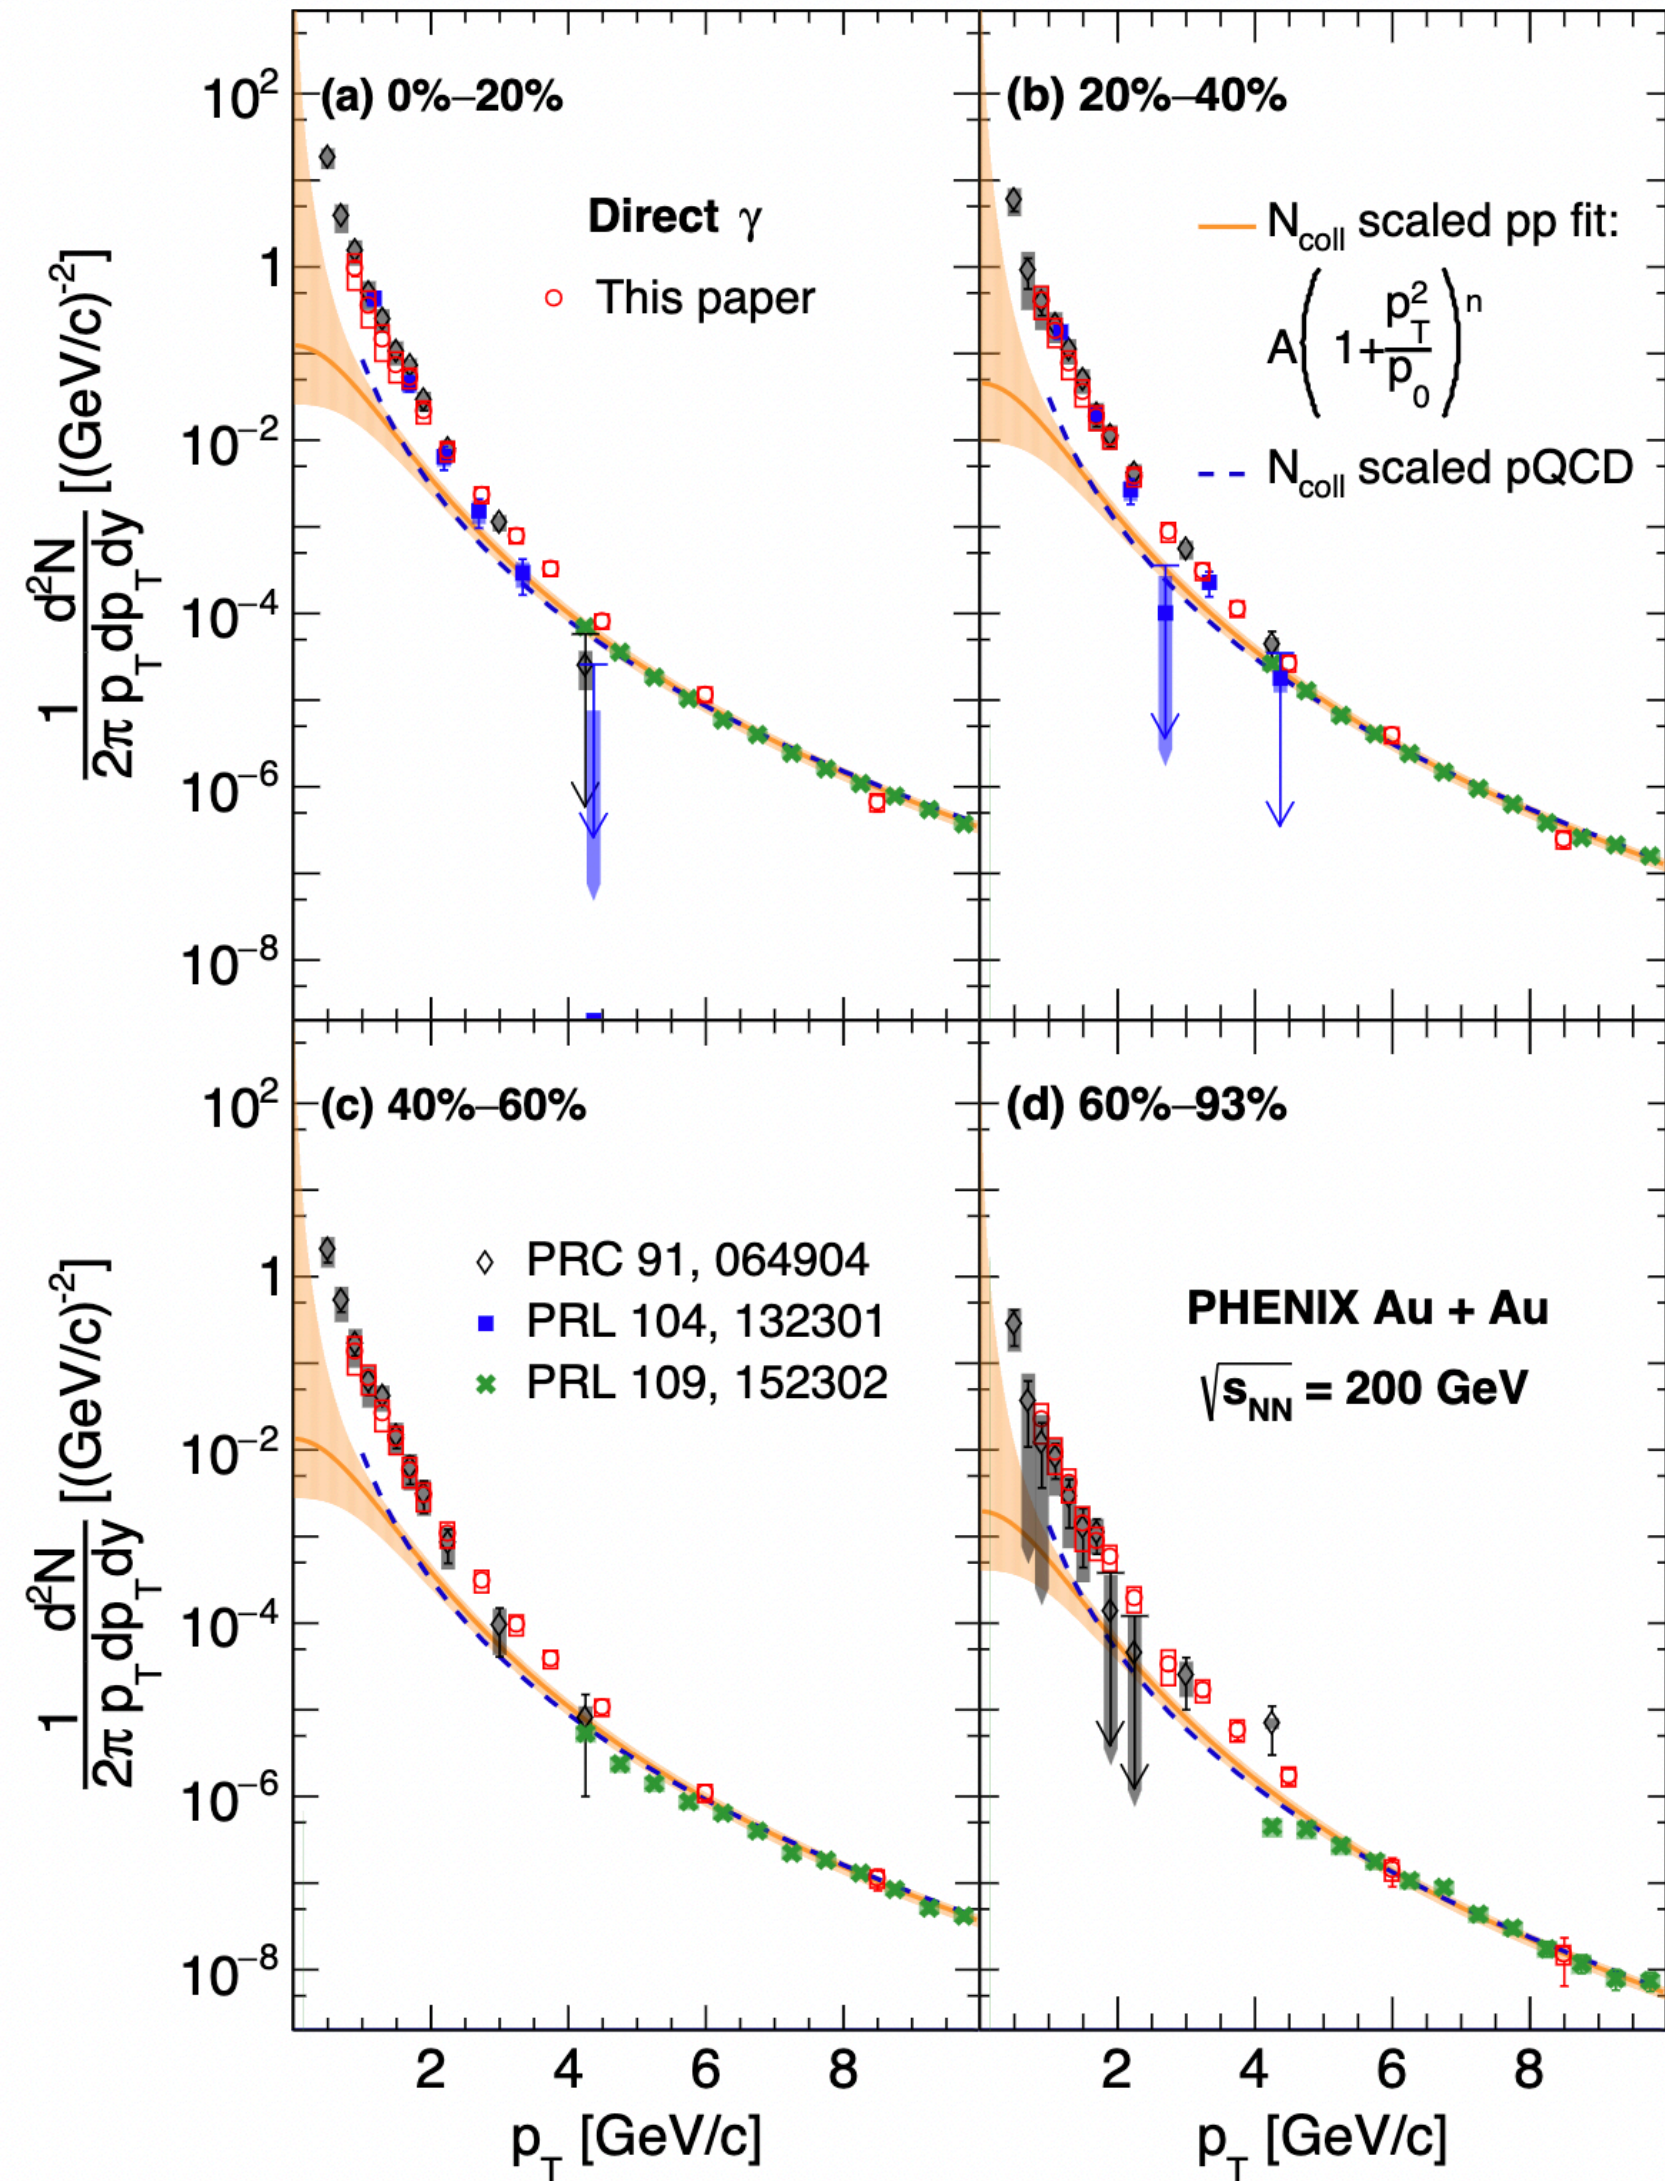 (a) 0%–20%
Direct γ
This paper
10²
1
10⁻²
10⁻⁴
10⁻⁶
10⁻⁸
1/(2π p_T) d²N/(dp_T dy) [(GeV/c)⁻²]
(b) 20%–40%
N_coll scaled pp fit:
A(1+p_T²/p_0)ⁿ
N_coll scaled pQCD
(c) 40%–60%
PRC 91, 064904
PRL 104, 132301
PRL 109, 152302
10²
1
10⁻²
10⁻⁴
10⁻⁶
10⁻⁸
1/(2π p_T) d²N/(dp_T dy) [(GeV/c)⁻²]
2 4 6 8
p_T [GeV/c]
(d) 60%–93%
PHENIX Au + Au
√s_NN = 200 GeV
2 4 6 8
p_T [GeV/c]